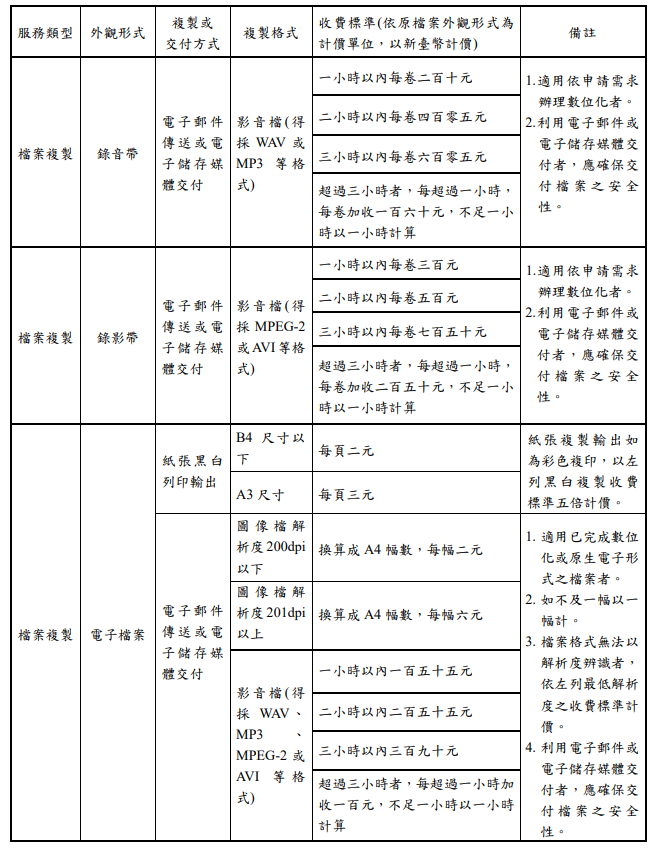 服務類型
外觀形式
複製或
交付方式
複製格式
收費標準(依原檔案外觀形式為
計價單位，以新臺幣計價)
備註
檔案複製
錄音帶
電子郵件
傳送或電
子儲存媒
體交付
影音檔(得
採 WAV 或
MP3 等格
式)
一小時以內每卷二百十元
二小時以內每卷四百零五元
三小時以內每卷六百零五元
超過三小時者，每超過一小時，
每卷加收一百六十元，不足一小
時以一小時計算
1.適用依申請需求
辦理數位化者。
2.利用電子郵件或
電子儲存媒體交
付者，應確保交
付檔案之安全
性。
檔案複製
錄影帶
電子郵件
傳送或電
子儲存媒
體交付
影音檔(得
採 MPEG-2
或 AVI 等格
式)
一小時以內每卷三百元
二小時以內每卷五百元
三小時以內每卷七百五十元
超過三小時者，每超過一小時，
每卷加收二百五十元，不足一小
時以一小時計算
1.適用依申請需求
辦理數位化者。
2.利用電子郵件或
電子儲存媒體交
付者，應確保交
付檔案之安全
性。
檔案複製
電子檔案
紙張黑白
列印輸出
B4 尺寸以
下
每頁二元
A3 尺寸
每頁三元
紙張複製輸出如
為彩色複印，以左
列黑白複製收費
標準五倍計價。
電子郵件
傳送或電
子儲存媒
體交付
圖像檔解
析度 200dpi
以下
換算成 A4 幅數，每幅二元
圖像檔解
析度 201dpi
以上
換算成 A4 幅數，每幅六元
影音檔(得
採 WAV、
MP3 、
MPEG-2 或
AVI 等格
式)
一小時以內一百五十五元
二小時以內二百五十五元
三小時以內三百九十元
超過三小時者，每超過一小時加
收一百元，不足一小時以一小時
計算
1. 適用已完成數位
化或原生電子形
式之檔案者。
2. 如不及一幅以一
幅計。
3. 檔案格式無法以
解析度辨識者，
依左列最低解析
度之收費標準計
價。
4. 利用電子郵件或
電子儲存媒體交
付者，應確保交
付檔案之安全
性。